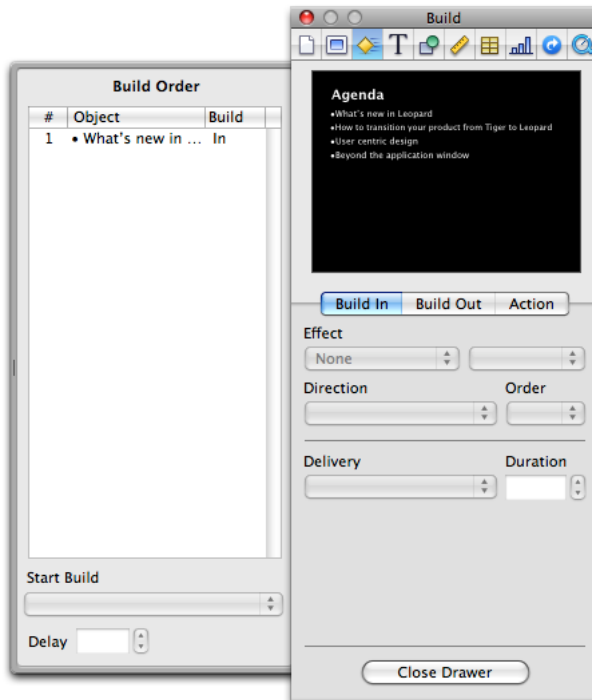 Build Order
# Object Build
1 • What's new in ... In
Start Build
Delay
Build
T
Agenda
•What's new in Leopard
•How to transition your product from Tiger to Leopard
•User centric design
•Beyond the application window
Build In Build Out Action
Effect
None
Direction Order
Delivery Duration
Close Drawer